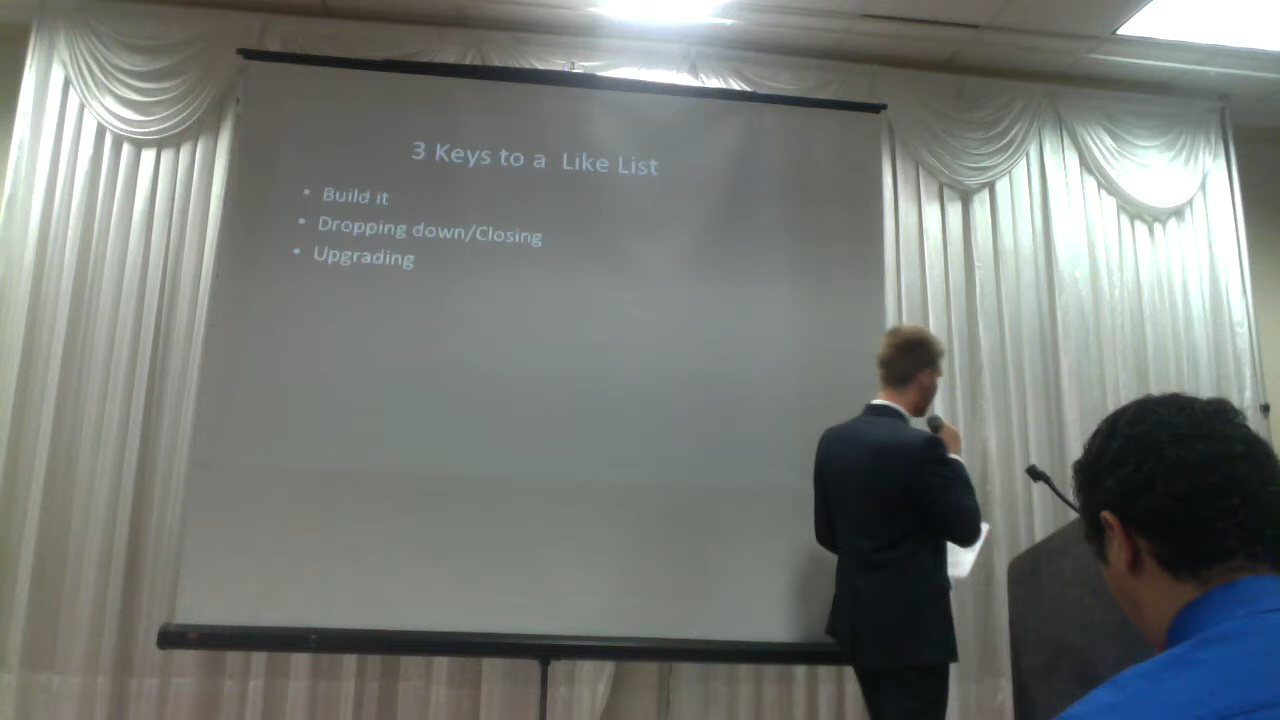 3 Keys to a Like List
• Build it
• Dropping down/Closing
• Upgrading